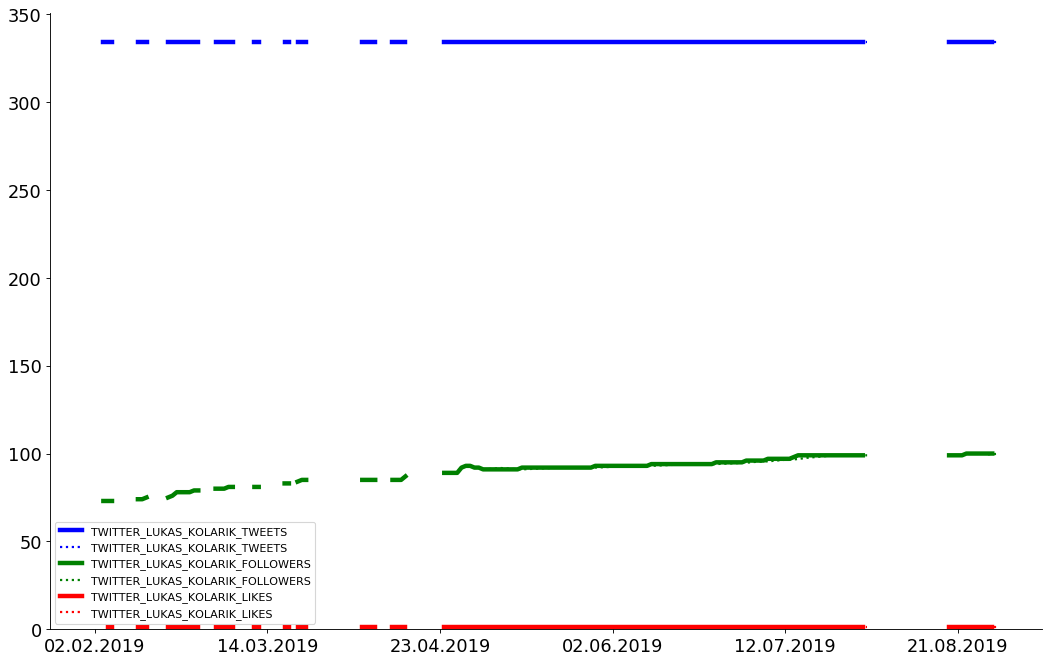 350
300
250
200
150
100
50
0
TWITTER_LUKAS_KOLARIK_TWEETS
TWITTER_LUKAS_KOLARIK_TWEETS
TWITTER_LUKAS_KOLARIK_FOLLOWERS
TWITTER_LUKAS_KOLARIK_FOLLOWERS
TWITTER_LUKAS_KOLARIK_LIKES
TWITTER_LUKAS_KOLARIK_LIKES
02.02.2019 14.03.2019 23.04.2019 02.06.2019 12.07.2019 21.08.2019